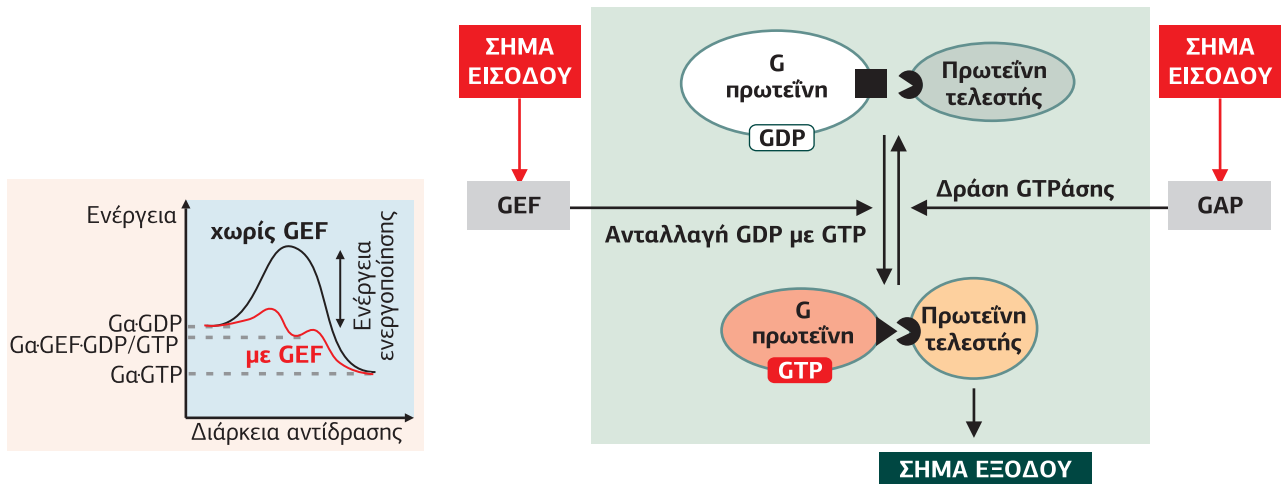 Ενέργεια
χωρίς GEF
Ενέργεια
ενεργοποίησης
Gα·GDP
Gα·GEF·GDP/GTP
με GEF
Gα·GTP
Διάρκεια αντίδρασης
ΣΗΜΑ
ΕΙΣΟΔΟΥ
GEF
G
πρωτεΐνη
GDP
Πρωτεΐνη
τελεστής
ΣΗΜΑ
ΕΙΣΟΔΟΥ
GAP
Ανταλλαγή GDP με GTP
Δράση GTPάσης
G
πρωτεΐνη
GTP
Πρωτεΐνη
τελεστής
ΣΗΜΑ ΕΞΟΔΟΥ